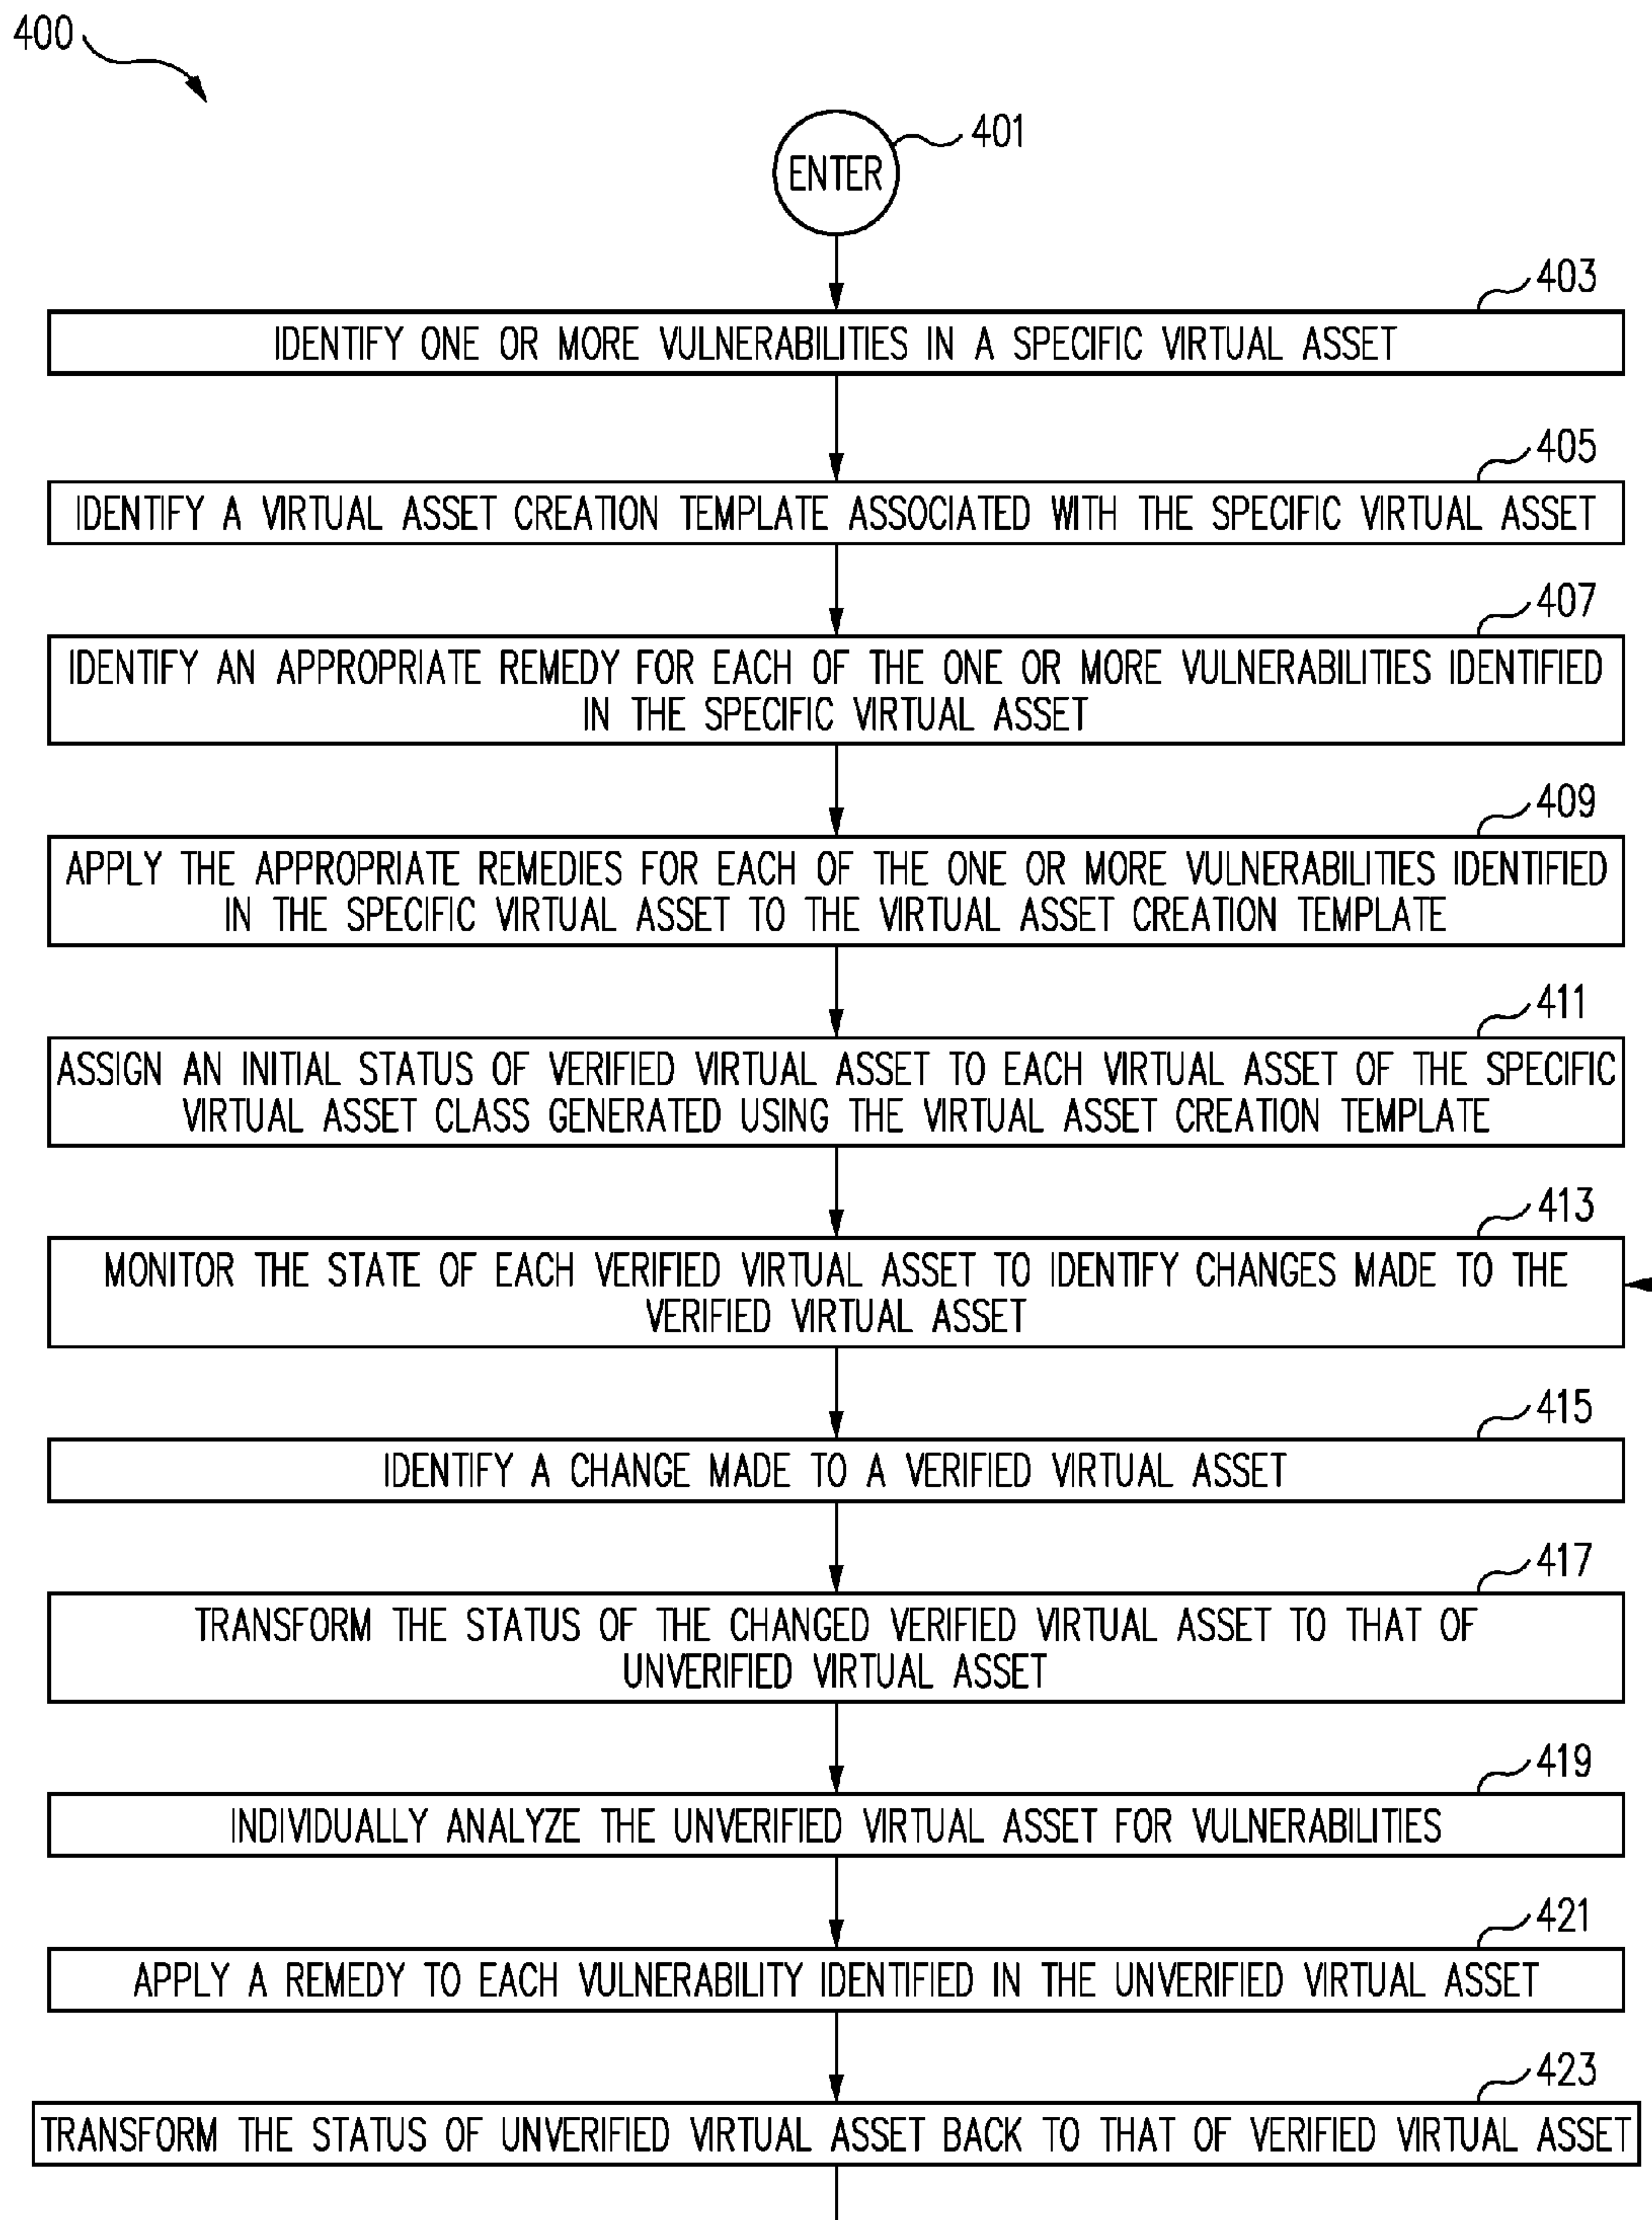 400
401
ENTER
403
IDENTIFY ONE OR MORE VULNERABILITIES IN A SPECIFIC VIRTUAL ASSET
405
IDENTIFY A VIRTUAL ASSET CREATION TEMPLATE ASSOCIATED WITH THE SPECIFIC VIRTUAL ASSET
407
IDENTIFY AN APPROPRIATE REMEDY FOR EACH OF THE ONE OR MORE VULNERABILITIES IDENTIFIED
IN THE SPECIFIC VIRTUAL ASSET
409
APPLY THE APPROPRIATE REMEDIES FOR EACH OF THE ONE OR MORE VULNERABILITIES IDENTIFIED
IN THE SPECIFIC VIRTUAL ASSET TO THE VIRTUAL ASSET CREATION TEMPLATE
411
ASSIGN AN INITIAL STATUS OF VERIFIED VIRTUAL ASSET TO EACH VIRTUAL ASSET OF THE SPECIFIC
VIRTUAL ASSET CLASS GENERATED USING THE VIRTUAL ASSET CREATION TEMPLATE
413
MONITOR THE STATE OF EACH VERIFIED VIRTUAL ASSET TO IDENTIFY CHANGES MADE TO THE
VERIFIED VIRTUAL ASSET
415
IDENTIFY A CHANGE MADE TO A VERIFIED VIRTUAL ASSET
417
TRANSFORM THE STATUS OF THE CHANGED VERIFIED VIRTUAL ASSET TO THAT OF
UNVERIFIED VIRTUAL ASSET
419
INDIVIDUALLY ANALYZE THE UNVERIFIED VIRTUAL ASSET FOR VULNERABILITIES
421
APPLY A REMEDY TO EACH VULNERABILITY IDENTIFIED IN THE UNVERIFIED VIRTUAL ASSET
423
TRANSFORM THE STATUS OF UNVERIFIED VIRTUAL ASSET BACK TO THAT OF VERIFIED VIRTUAL ASSET